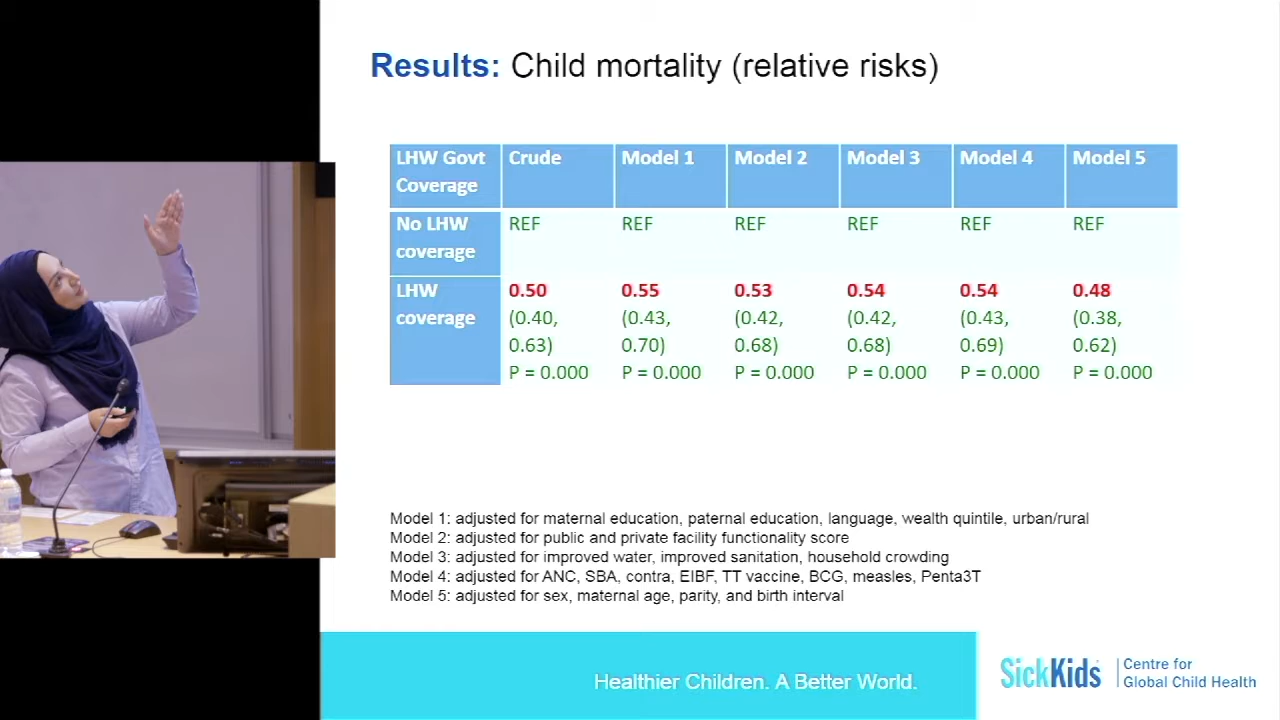 Results: Child mortality (relative risks)
LHW Govt Coverage Crude Model 1 Model 2 Model 3 Model 4 Model 5
No LHW coverage REF REF REF REF REF REF
LHW coverage 0.50 (0.40, 0.63) P = 0.000 0.55 (0.43, 0.70) P = 0.000 0.53 (0.42, 0.68) P = 0.000 0.54 (0.42, 0.68) P = 0.000 0.54 (0.43, 0.69) P = 0.000 0.48 (0.38, 0.62) P = 0.000
Model 1: adjusted for maternal education, paternal education, language, wealth quintile, urban/rural
Model 2: adjusted for public and private facility functionality score
Model 3: adjusted for improved water, improved sanitation, household crowding
Model 4: adjusted for ANC, SBA, contra, EIBF, TT vaccine, BCG, measles, Penta3T
Model 5: adjusted for sex, maternal age, parity, and birth interval
Healthier Children. A Better World.
SickKids
Centre for
Global Child Health